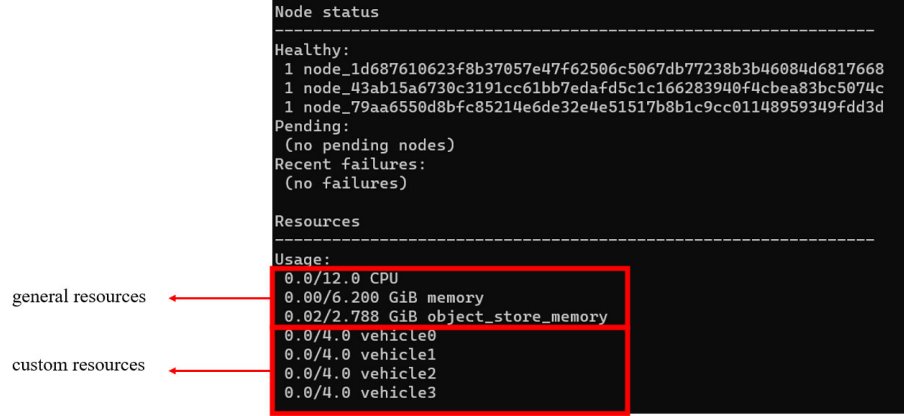 Node status
---------------------------------------------------------------
Healthy:
1 node_1d687610623f8b37057e47f62506c5067db77238b3b46084d6817668
1 node_43ab15a6730c3191cc61bb7edafd5c1c166283940f4cbea83bc5074c
1 node_79aa6550d8bfc85214e6de32e4e51517b8b1c9cc01148959349fdd3d
Pending:
(no pending nodes)
Recent failures:
(no failures)
Resources
---------------------------------------------------------------
Usage:
0.0/12.0 CPU
general resources
0.00/6.200 GiB memory
0.02/2.788 GiB object_store_memory
0.0/4.0 vehicle0
0.0/4.0 vehicle1
custom resources
0.0/4.0 vehicle2
0.0/4.0 vehicle3